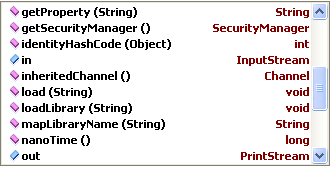 getProperty (String) String
getSecurityManager () SecurityManager
identityHashCode (Object) int
in InputStream
inheritedChannel () Channel
load (String) void
loadLibrary (String) void
mapLibraryName (String) String
nanoTime () long
out PrintStream